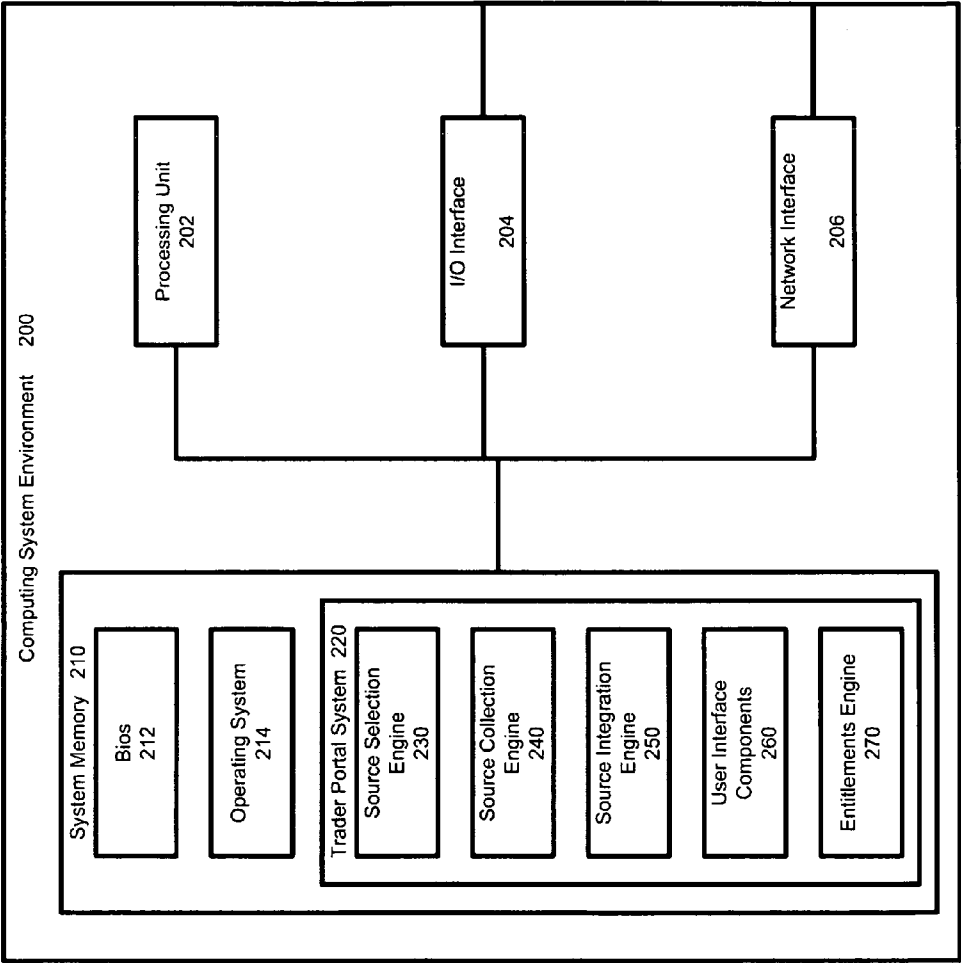 Computing System Environment 200
System Memory 210
Bios
212
Operating System
214
Trader Portal System 220
Source Selection
Engine
230
Source Collection
Engine
240
Source Integration
Engine
250
User Interface
Components
260
Entitlements Engine
270
Processing Unit
202
I/O Interface
204
Network Interface
206